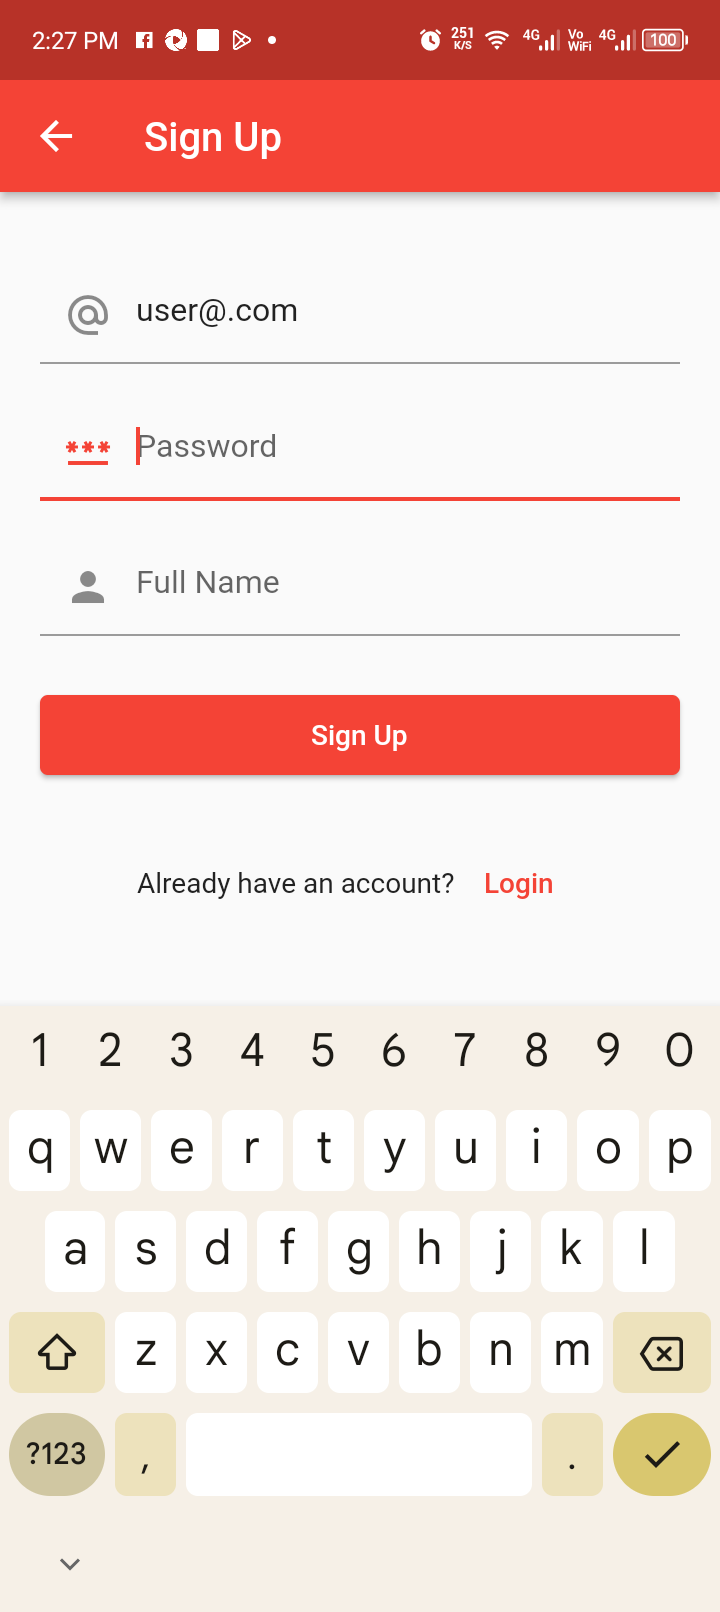 2:27 PM 251 K/S 4G Vo WiFi 4G 100
Sign Up
user@.com
*** Password
Full Name
Sign Up
Already have an account? Login
1 2 3 4 5 6 7 8 9 0
q w e r t y u i o p
a s d f g h j k l
z x c v b n m
?123 , .